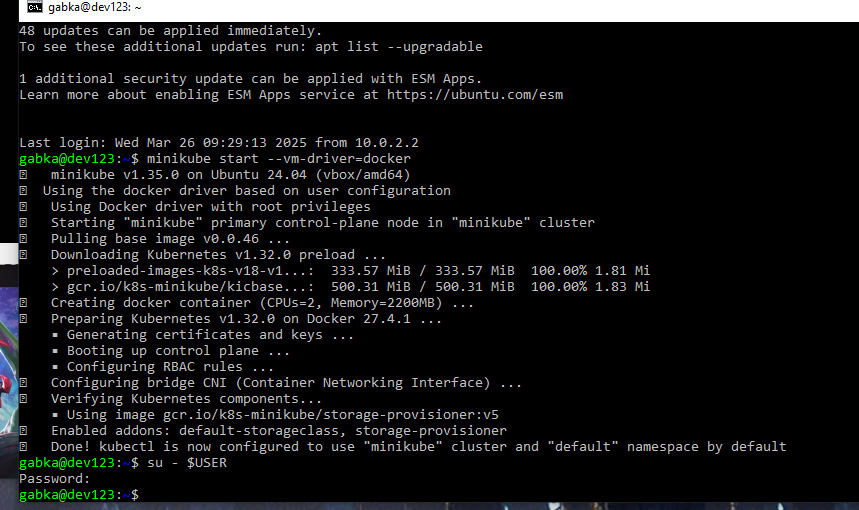 gabka@dev123: ~
48 updates can be applied immediately.
To see these additional updates run: apt list --upgradable
1 additional security update can be applied with ESM Apps.
Learn more about enabling ESM Apps service at https://ubuntu.com/esm
Last login: Wed Mar 26 09:29:13 2025 from 10.0.2.2
gabka@dev123:~$ minikube start --vm-driver=docker
minikube v1.35.0 on Ubuntu 24.04 (vbox/amd64)
Using the docker driver based on user configuration
Using Docker driver with root privileges
Starting "minikube" primary control-plane node in "minikube" cluster
Pulling base image v0.0.46 ...
Downloading Kubernetes v1.32.0 preload ...
> preloaded-images-k8s-v18-v1...: 333.57 MiB / 333.57 MiB 100.00% 1.81 Mi
> gcr.io/k8s-minikube/kicbase...: 500.31 MiB / 500.31 MiB 100.00% 1.83 Mi
Creating docker container (CPUs=2, Memory=2200MB) ...
Preparing Kubernetes v1.32.0 on Docker 27.4.1 ...
▪ Generating certificates and keys ...
▪ Booting up control plane ...
▪ Configuring RBAC rules ...
Configuring bridge CNI (Container Networking Interface) ...
Verifying Kubernetes components...
▪ Using image gcr.io/k8s-minikube/storage-provisioner:v5
Enabled addons: default-storageclass, storage-provisioner
Done! kubectl is now configured to use "minikube" cluster and "default" namespace by default
gabka@dev123:~$ su - $USER
Password:
gabka@dev123:~$